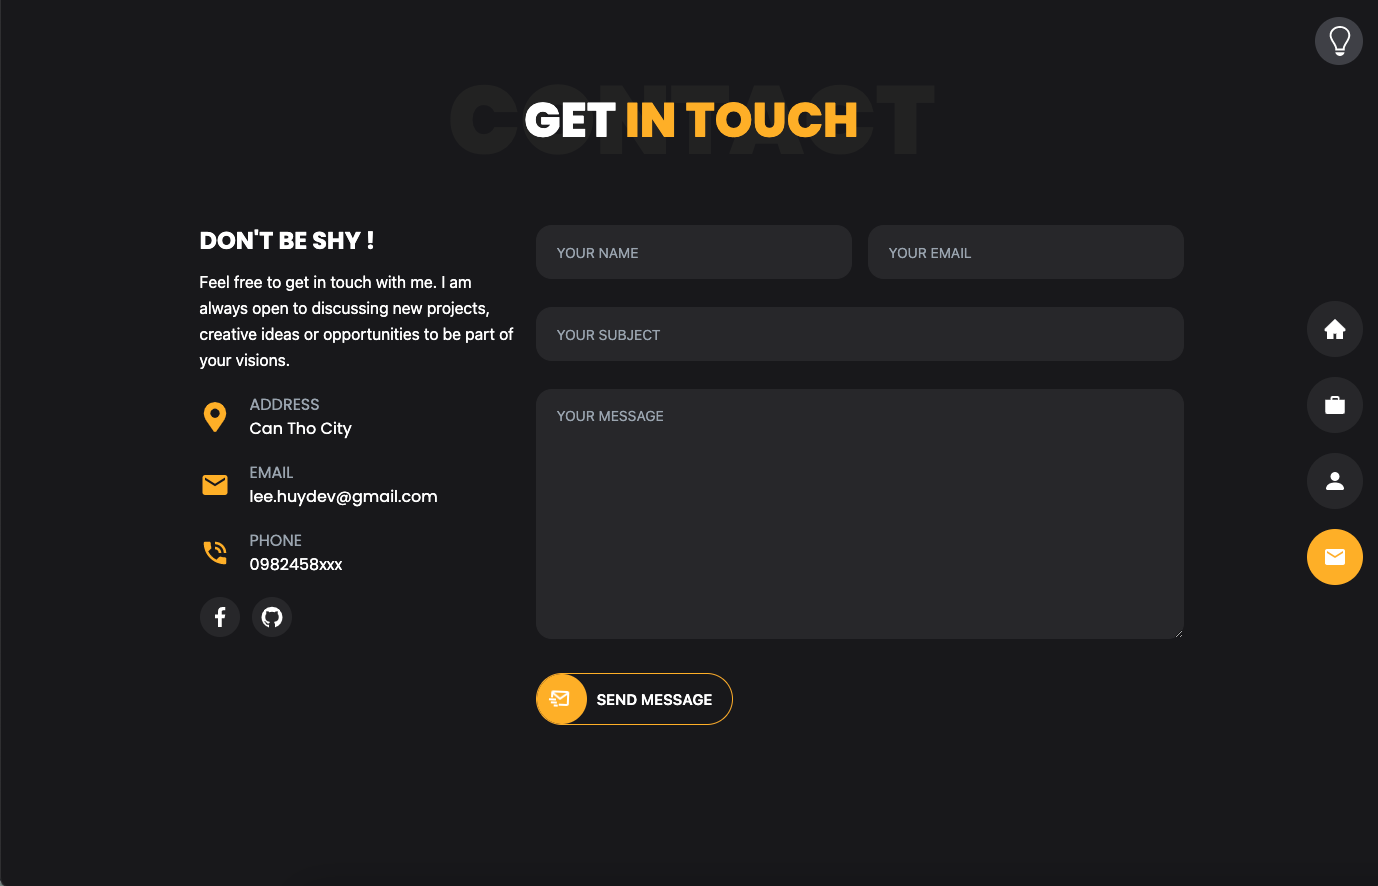 CONTACT
GET IN TOUCH
DON'T BE SHY !
Feel free to get in touch with me. I am
always open to discussing new projects,
creative ideas or opportunities to be part of
your visions.
ADDRESS
Can Tho City
EMAIL
lee.huydev@gmail.com
PHONE
0982458xxx
YOUR NAME
YOUR EMAIL
YOUR SUBJECT
YOUR MESSAGE
SEND MESSAGE